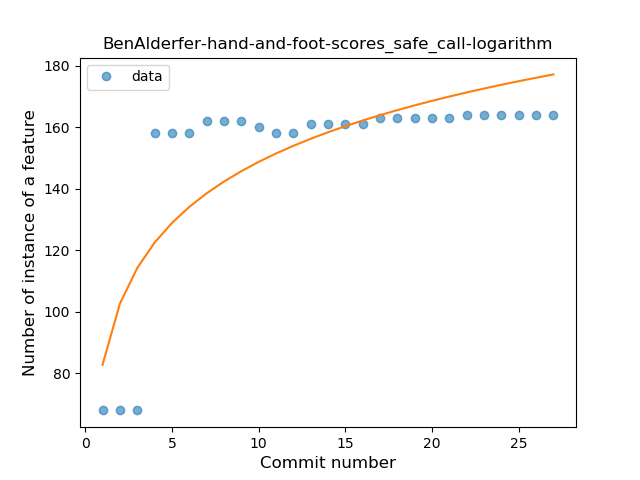 BenAlderfer-hand-and-foot-scores_safe_call-logarithm
data
Number of instance of a feature
180
160
140
120
100
80
0 5 10 15 20 25
Commit number